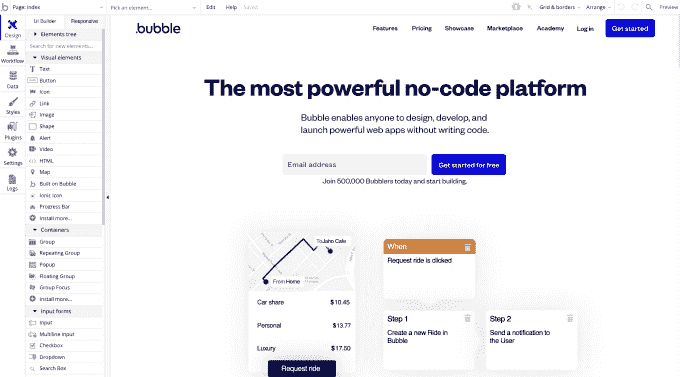 Page: index
Pick an element...
Edit
Help
Saved
Grid & borders
Arrange
Preview
Design
Workflow
Data
Styles
Plugins
Settings
Logs
UI Builder
Responsive
Elements tree
Search for new elements...
Visual elements
Text
Button
Icon
Link
Image
Shape
Alert
Video
HTML
Map
Built on Bubble
Ionic Icon
Progress Bar
Install more...
Containers
Group
Repeating Group
Popup
Floating Group
Group Focus
Install more...
Input forms
Input
Multiline Input
Checkbox
Dropdown
Search Box
.bubble
Features
Pricing
Showcase
Marketplace
Academy
Log in
Get started
The most powerful no-code platform
Bubble enables anyone to design, develop, and
launch powerful web apps without writing code.
Email address
Get started for free
Join 500,000 Bubblers today and start building.
To Jaho Cafe
From Home
Car share $ 10.45
Personal $ 13.77
Luxury $ 17.50
Request ride
When
Request ride is clicked
Step 1
Create a new Ride in
Bubble
Step 2
Send a notification to
the User